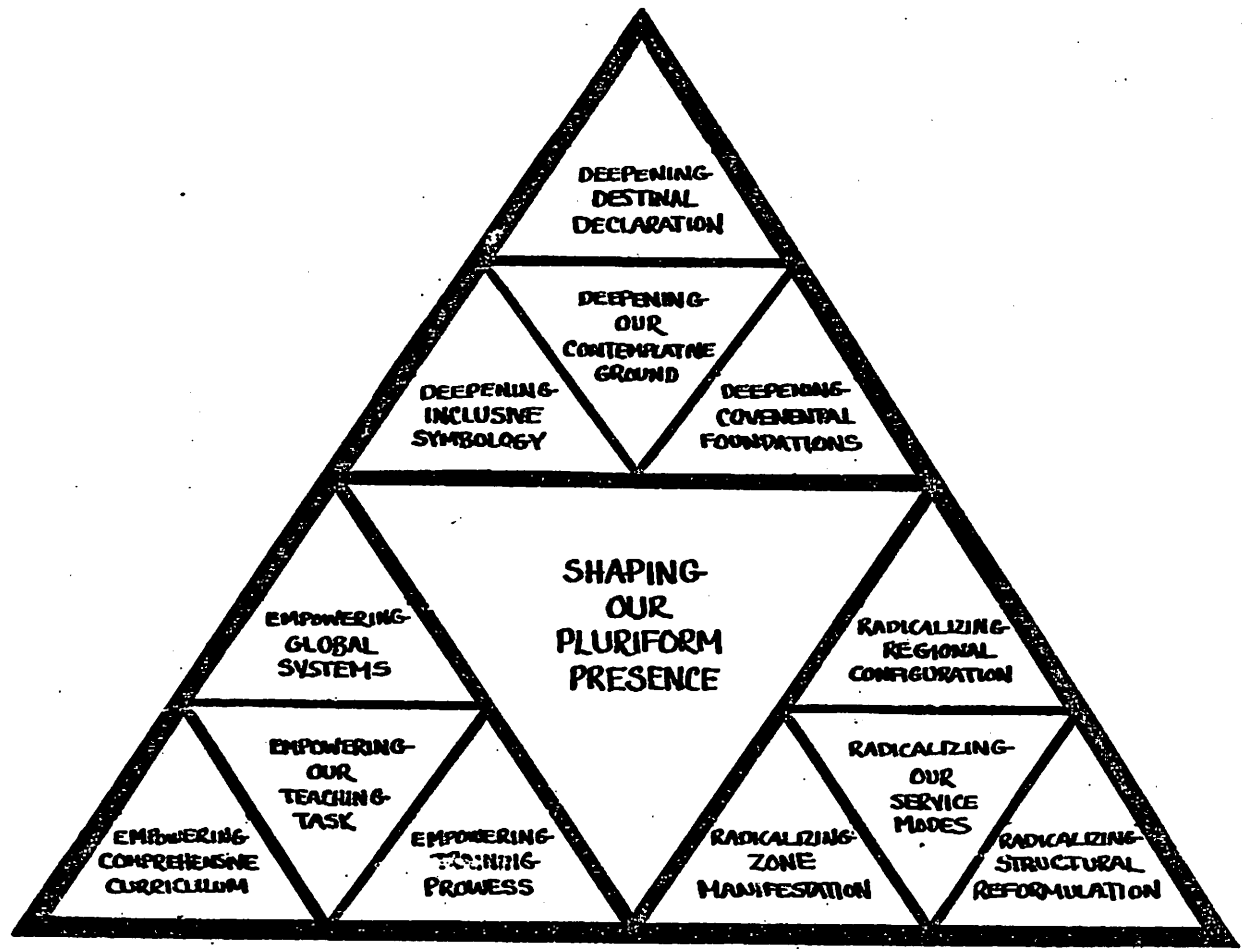 DEEPENING
DESTINAL
DECLARATION
DEEPENING
OUR
CONTEMPLATIVE
GROUND
DEEPENING
INCLUSIVE
SYMBOLOGY
DEEPENING
COVENENTAL
FOUNDATIONS
SHAPING
OUR
PLURIFORM
PRESENCE
EMPOWERING
GLOBAL
SYSTEMS
EMPOWERING
OUR
TEACHING
TASK
EMPOWERING
COMPREHENSIVE
CURRICULUM
EMPOWERING
TRAINING
PROWESS
RADICALIZING
REGIONAL
CONFIGURATION
RADICALIZING
OUR
SERVICE
MODES
RADICALIZING
ZONE
MANIFESTATION
RADICALIZING
STRUCTURAL
REFORMULATION